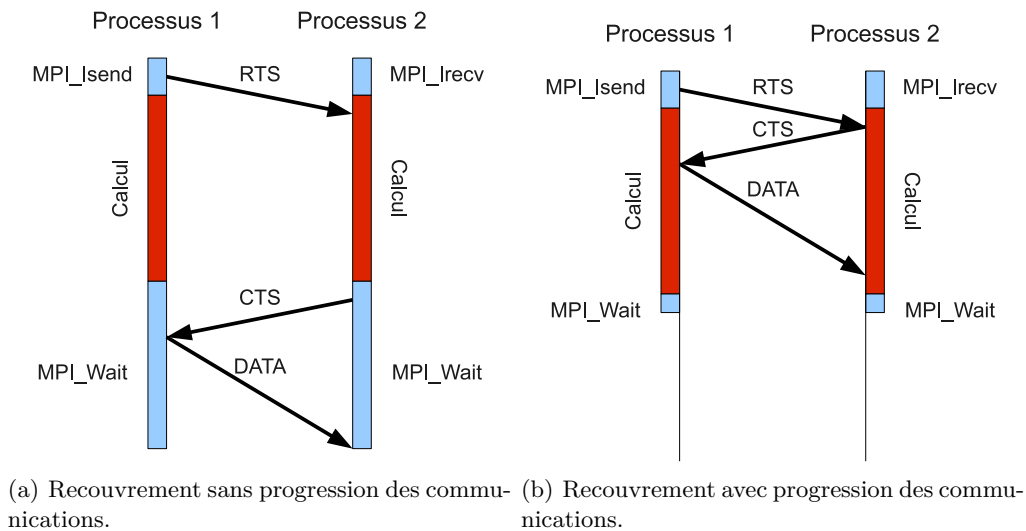 Processus 1
Processus 2
MPI_Isend
RTS
MPI_Irecv
Calcul
Calcul
CTS
DATA
MPI_Wait
MPI_Wait
(a) Recouvrement sans progression des commu-
nications.
Processus 1
Processus 2
MPI_Isend
RTS
MPI_Irecv
CTS
Calcul
DATA
Calcul
MPI_Wait
MPI_Wait
(b) Recouvrement avec progression des commu-
nications.